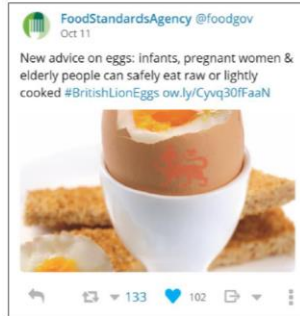 FoodStandardsAgency @foodgov
Oct 11
New advice on eggs: infants, pregnant women &
elderly people can safely eat raw or lightly
cooked #BritishLionEggs ow.ly/Cyvq30fFaaN
133 102